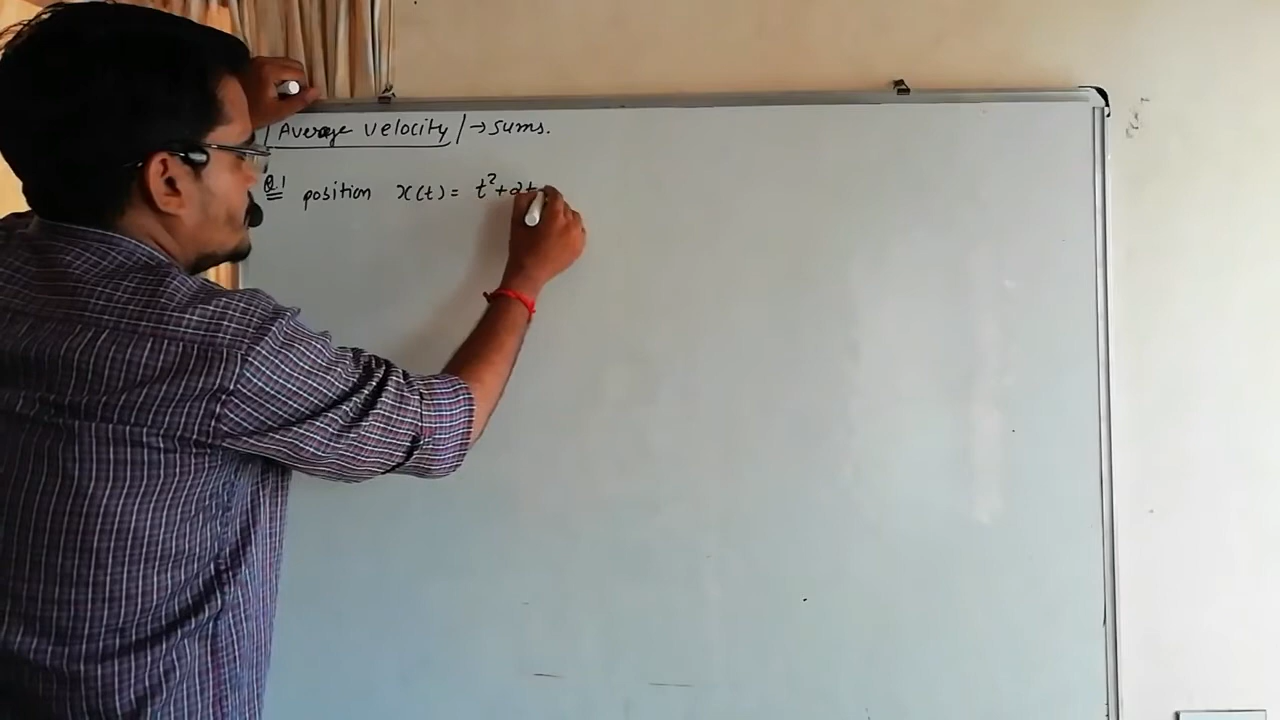 Average velocity | → sums.
Q.1 position x(t) = t²+2t